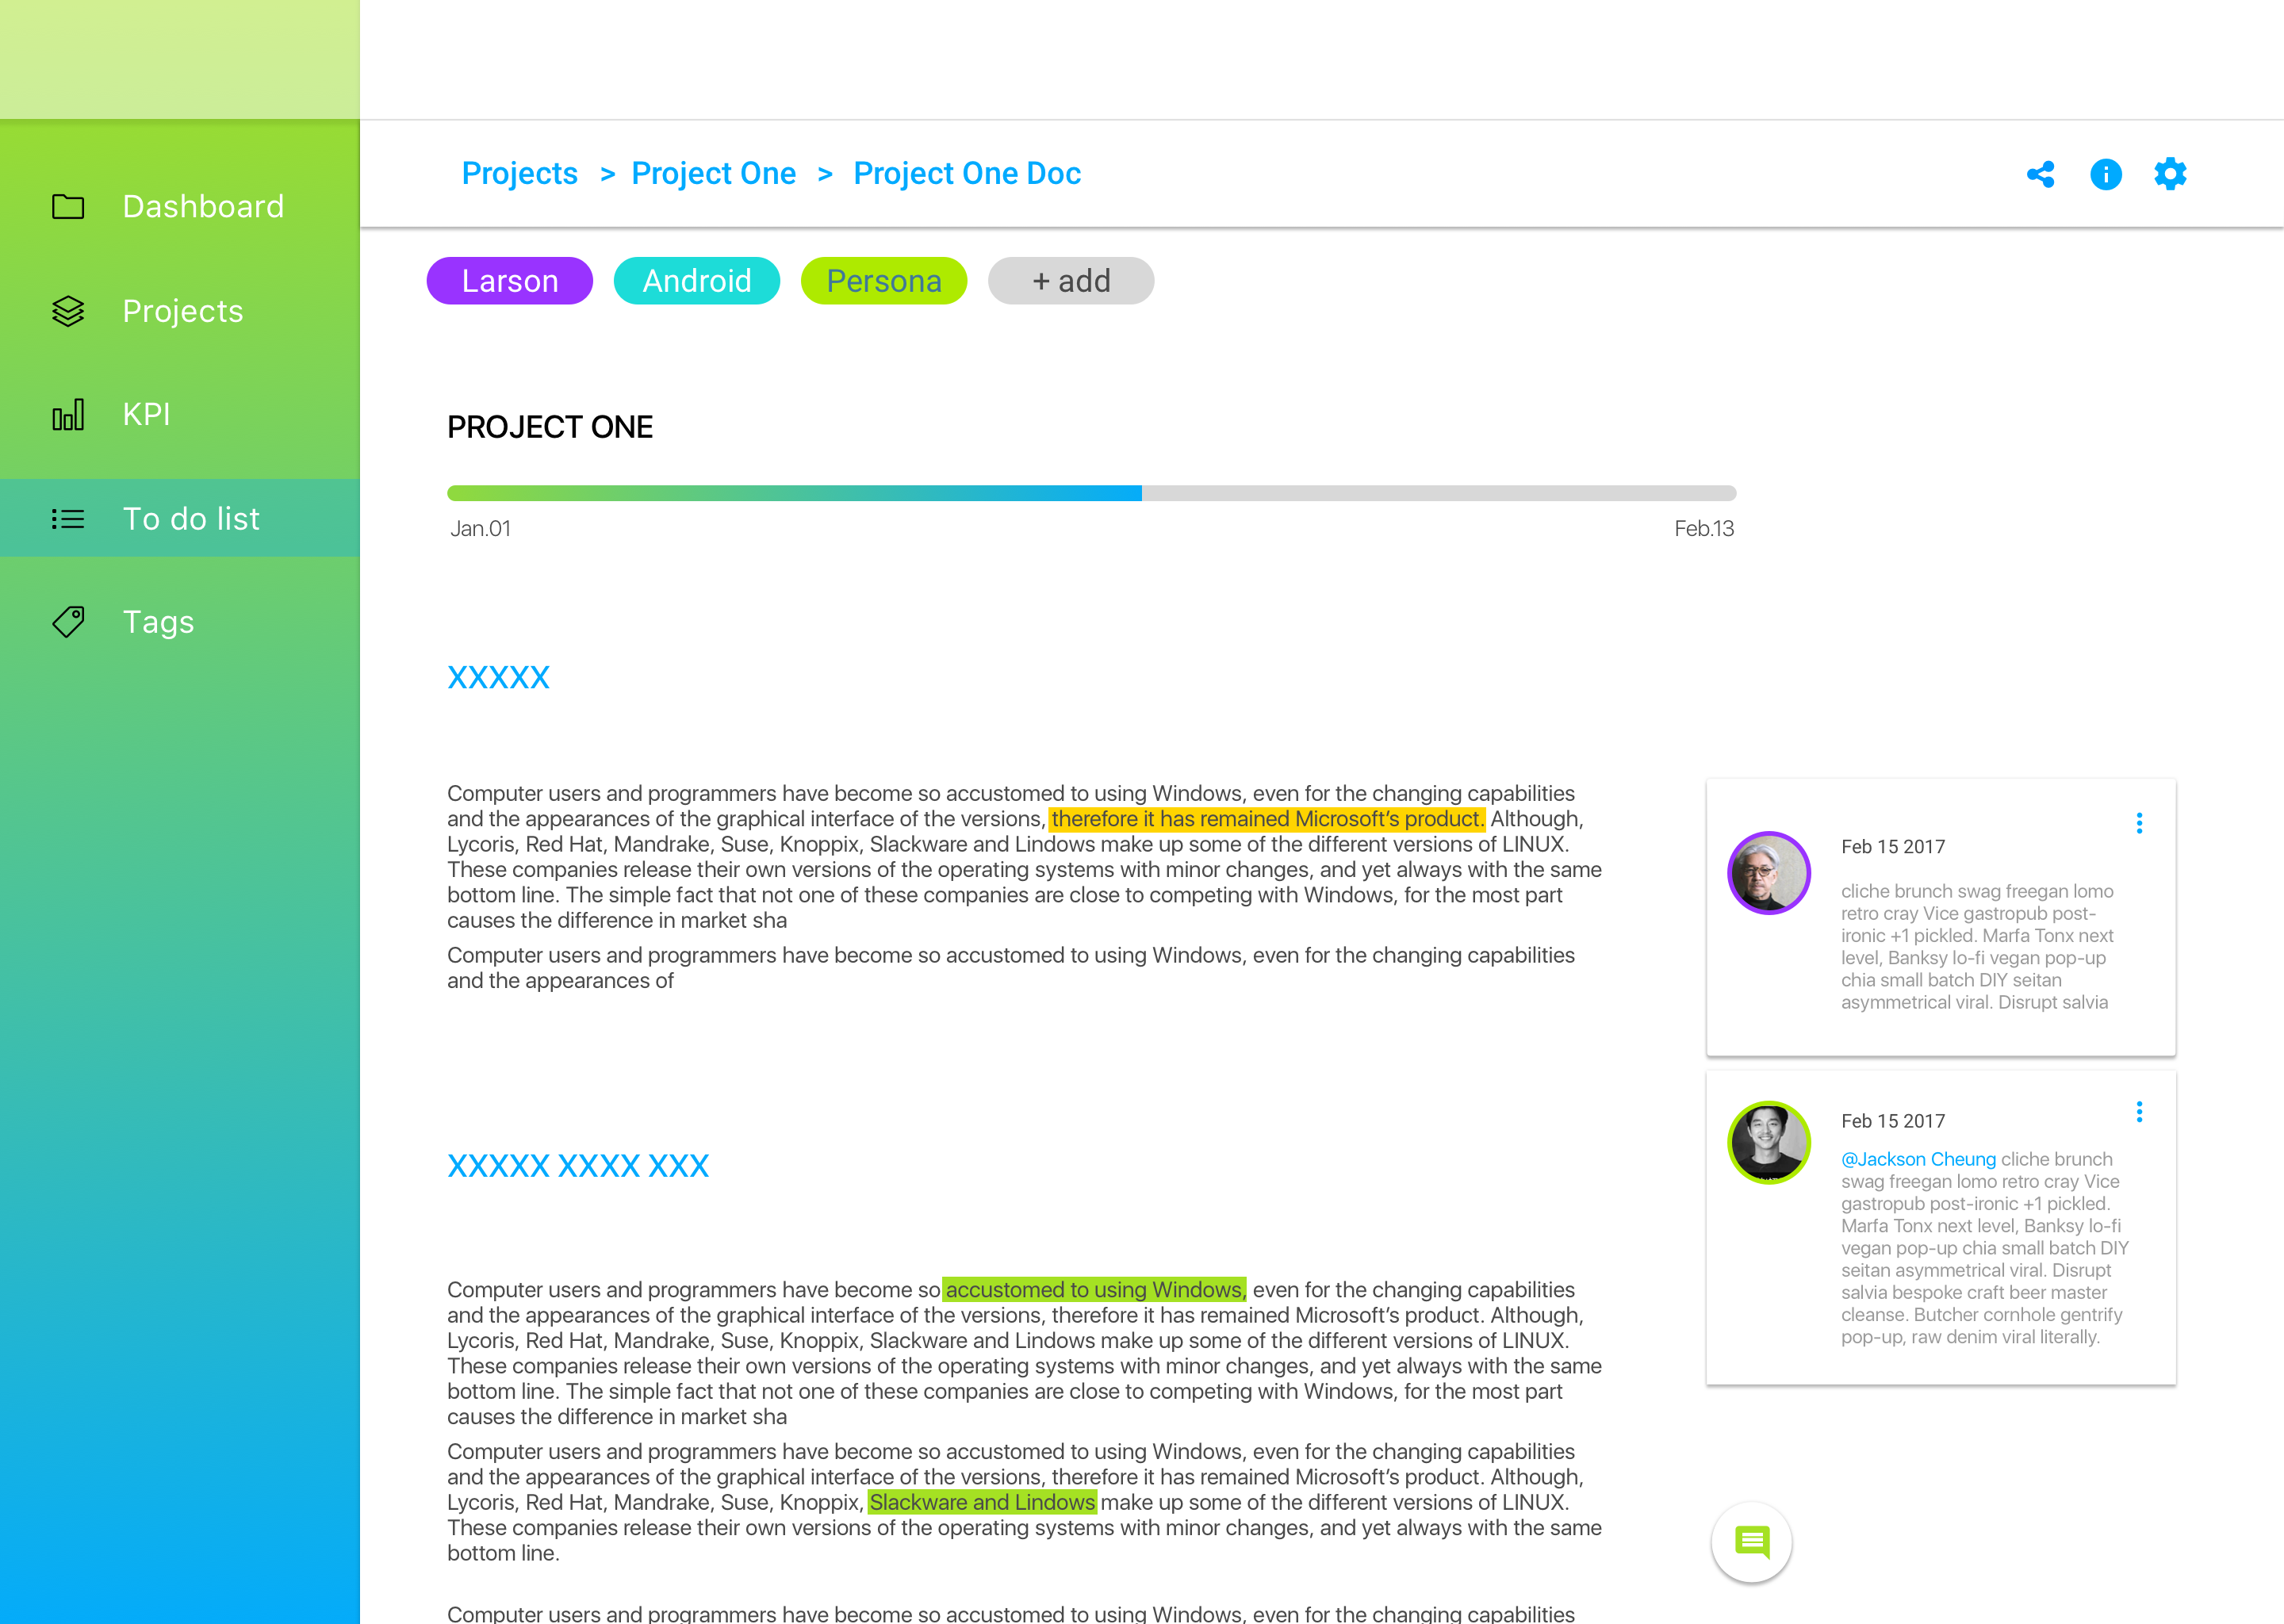 Dashboard
Projects
KPI
To do list
Tags
Projects > Project One > Project One Doc
Larson
Android
Persona
+ add
PROJECT ONE
Jan.01
Feb.13
XXXXX
Computer users and programmers have become so accustomed to using Windows, even for the changing capabilities
and the appearances of the graphical interface of the versions, therefore it has remained Microsoft’s product. Although,
Lycoris, Red Hat, Mandrake, Suse, Knoppix, Slackware and Lindows make up some of the different versions of LINUX.
These companies release their own versions of the operating systems with minor changes, and yet always with the same
bottom line. The simple fact that not one of these companies are close to competing with Windows, for the most part
causes the difference in market sha
Computer users and programmers have become so accustomed to using Windows, even for the changing capabilities
and the appearances of
XXXXX XXXX XXX
Computer users and programmers have become so accustomed to using Windows, even for the changing capabilities
and the appearances of the graphical interface of the versions, therefore it has remained Microsoft’s product. Although,
Lycoris, Red Hat, Mandrake, Suse, Knoppix, Slackware and Lindows make up some of the different versions of LINUX.
These companies release their own versions of the operating systems with minor changes, and yet always with the same
bottom line. The simple fact that not one of these companies are close to competing with Windows, for the most part
causes the difference in market sha
Computer users and programmers have become so accustomed to using Windows, even for the changing capabilities
and the appearances of the graphical interface of the versions, therefore it has remained Microsoft’s product. Although,
Lycoris, Red Hat, Mandrake, Suse, Knoppix, Slackware and Lindows make up some of the different versions of LINUX.
These companies release their own versions of the operating systems with minor changes, and yet always with the same
bottom line.
Computer users and programmers have become so accustomed to using Windows, even for the changing capabilities
Feb 15 2017
cliche brunch swag freegan lomo
retro cray Vice gastropub post-
ironic +1 pickled. Marfa Tonx next
level, Banksy lo-fi vegan pop-up
chia small batch DIY seitan
asymmetrical viral. Disrupt salvia
Feb 15 2017
@Jackson Cheung cliche brunch
swag freegan lomo retro cray Vice
gastropub post-ironic +1 pickled.
Marfa Tonx next level, Banksy lo-fi
vegan pop-up chia small batch DIY
seitan asymmetrical viral. Disrupt
salvia bespoke craft beer master
cleanse. Butcher cornhole gentrify
pop-up, raw denim viral literally.